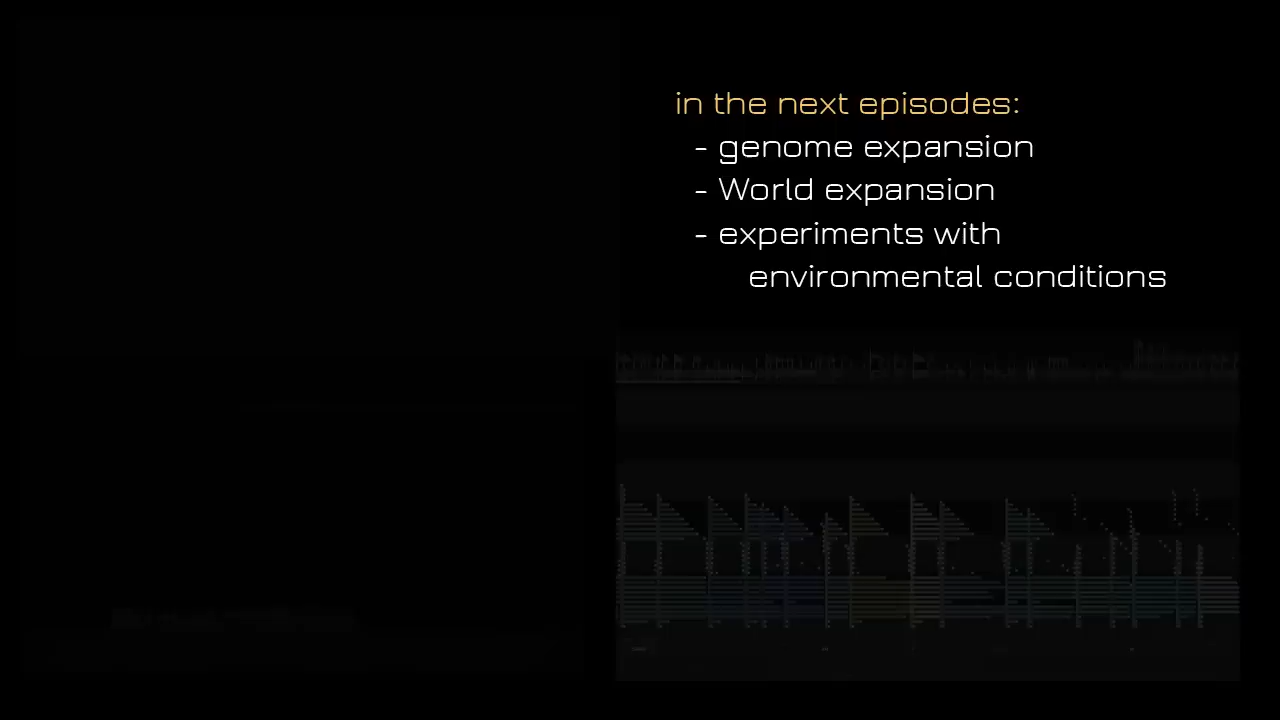 in the next episodes:
- genome expansion
- World expansion
- experiments with
environmental conditions